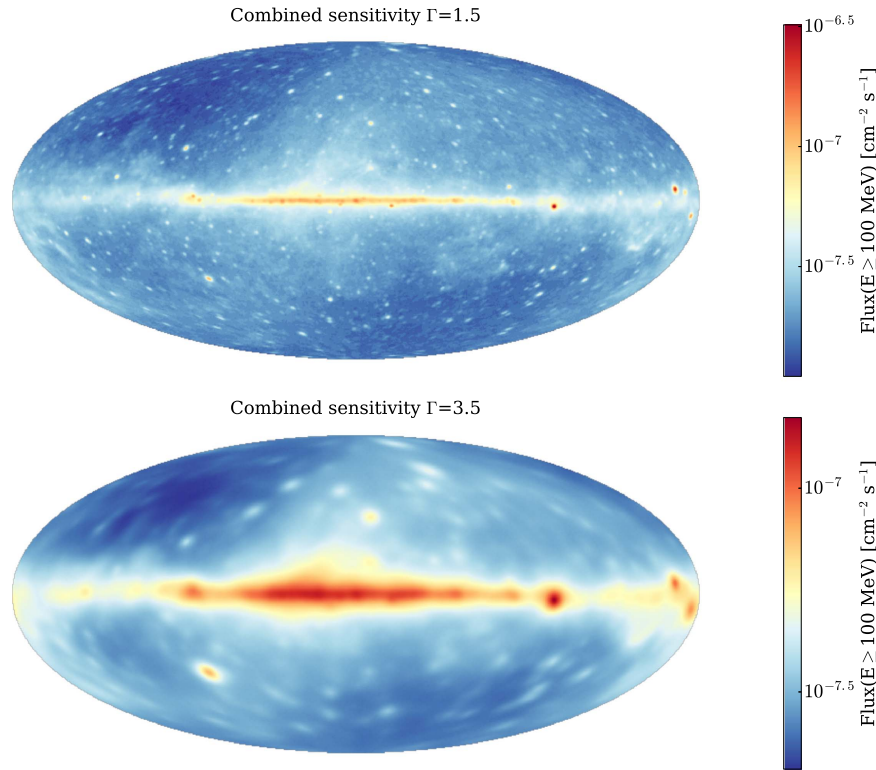 Combined sensitivity Γ=1.5
10⁻⁶·⁵
10⁻⁷
10⁻⁷·⁵
Flux(E ≥ 100 MeV) [cm⁻² s⁻¹]
Combined sensitivity Γ=3.5
10⁻⁷
10⁻⁷·⁵
Flux(E ≥ 100 MeV) [cm⁻² s⁻¹]